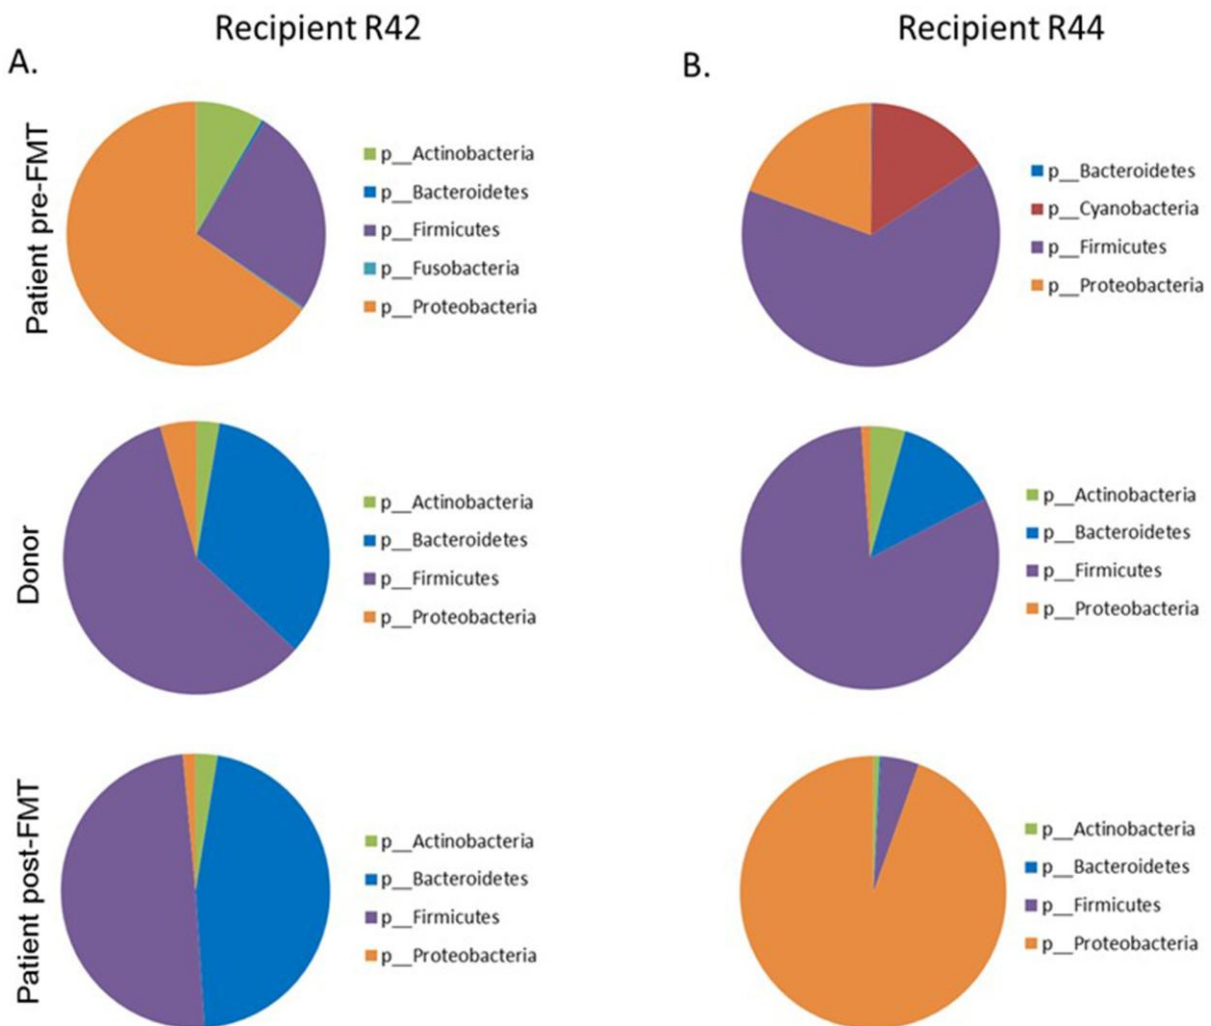 Recipient R42
Recipient R44
A.
B.
Patient pre-FMT
p__Actinobacteria
p__Bacteroidetes
p__Firmicutes
p__Fusobacteria
p__Proteobacteria
p__Bacteroidetes
p__Cyanobacteria
p__Firmicutes
p__Proteobacteria
Donor
p__Actinobacteria
p__Bacteroidetes
p__Firmicutes
p__Proteobacteria
p__Actinobacteria
p__Bacteroidetes
p__Firmicutes
p__Proteobacteria
Patient post-FMT
p__Actinobacteria
p__Bacteroidetes
p__Firmicutes
p__Proteobacteria
p__Actinobacteria
p__Bacteroidetes
p__Firmicutes
p__Proteobacteria